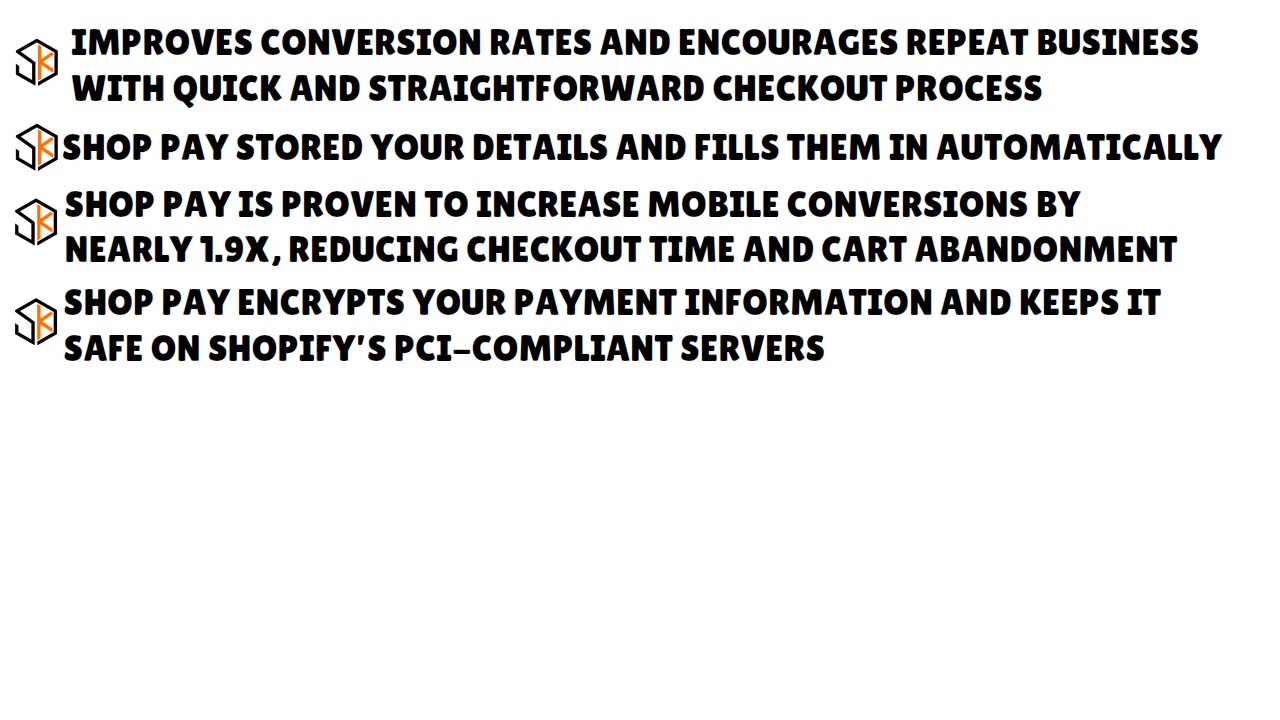 IMPROVES CONVERSION RATES AND ENCOURAGES REPEAT BUSINESS
WITH QUICK AND STRAIGHTFORWARD CHECKOUT PROCESS
SHOP PAY STORED YOUR DETAILS AND FILLS THEM IN AUTOMATICALLY
SHOP PAY IS PROVEN TO INCREASE MOBILE CONVERSIONS BY
NEARLY 1.9X, REDUCING CHECKOUT TIME AND CART ABANDONMENT
SHOP PAY ENCRYPTS YOUR PAYMENT INFORMATION AND KEEPS IT
SAFE ON SHOPIFY'S PCI-COMPLIANT SERVERS